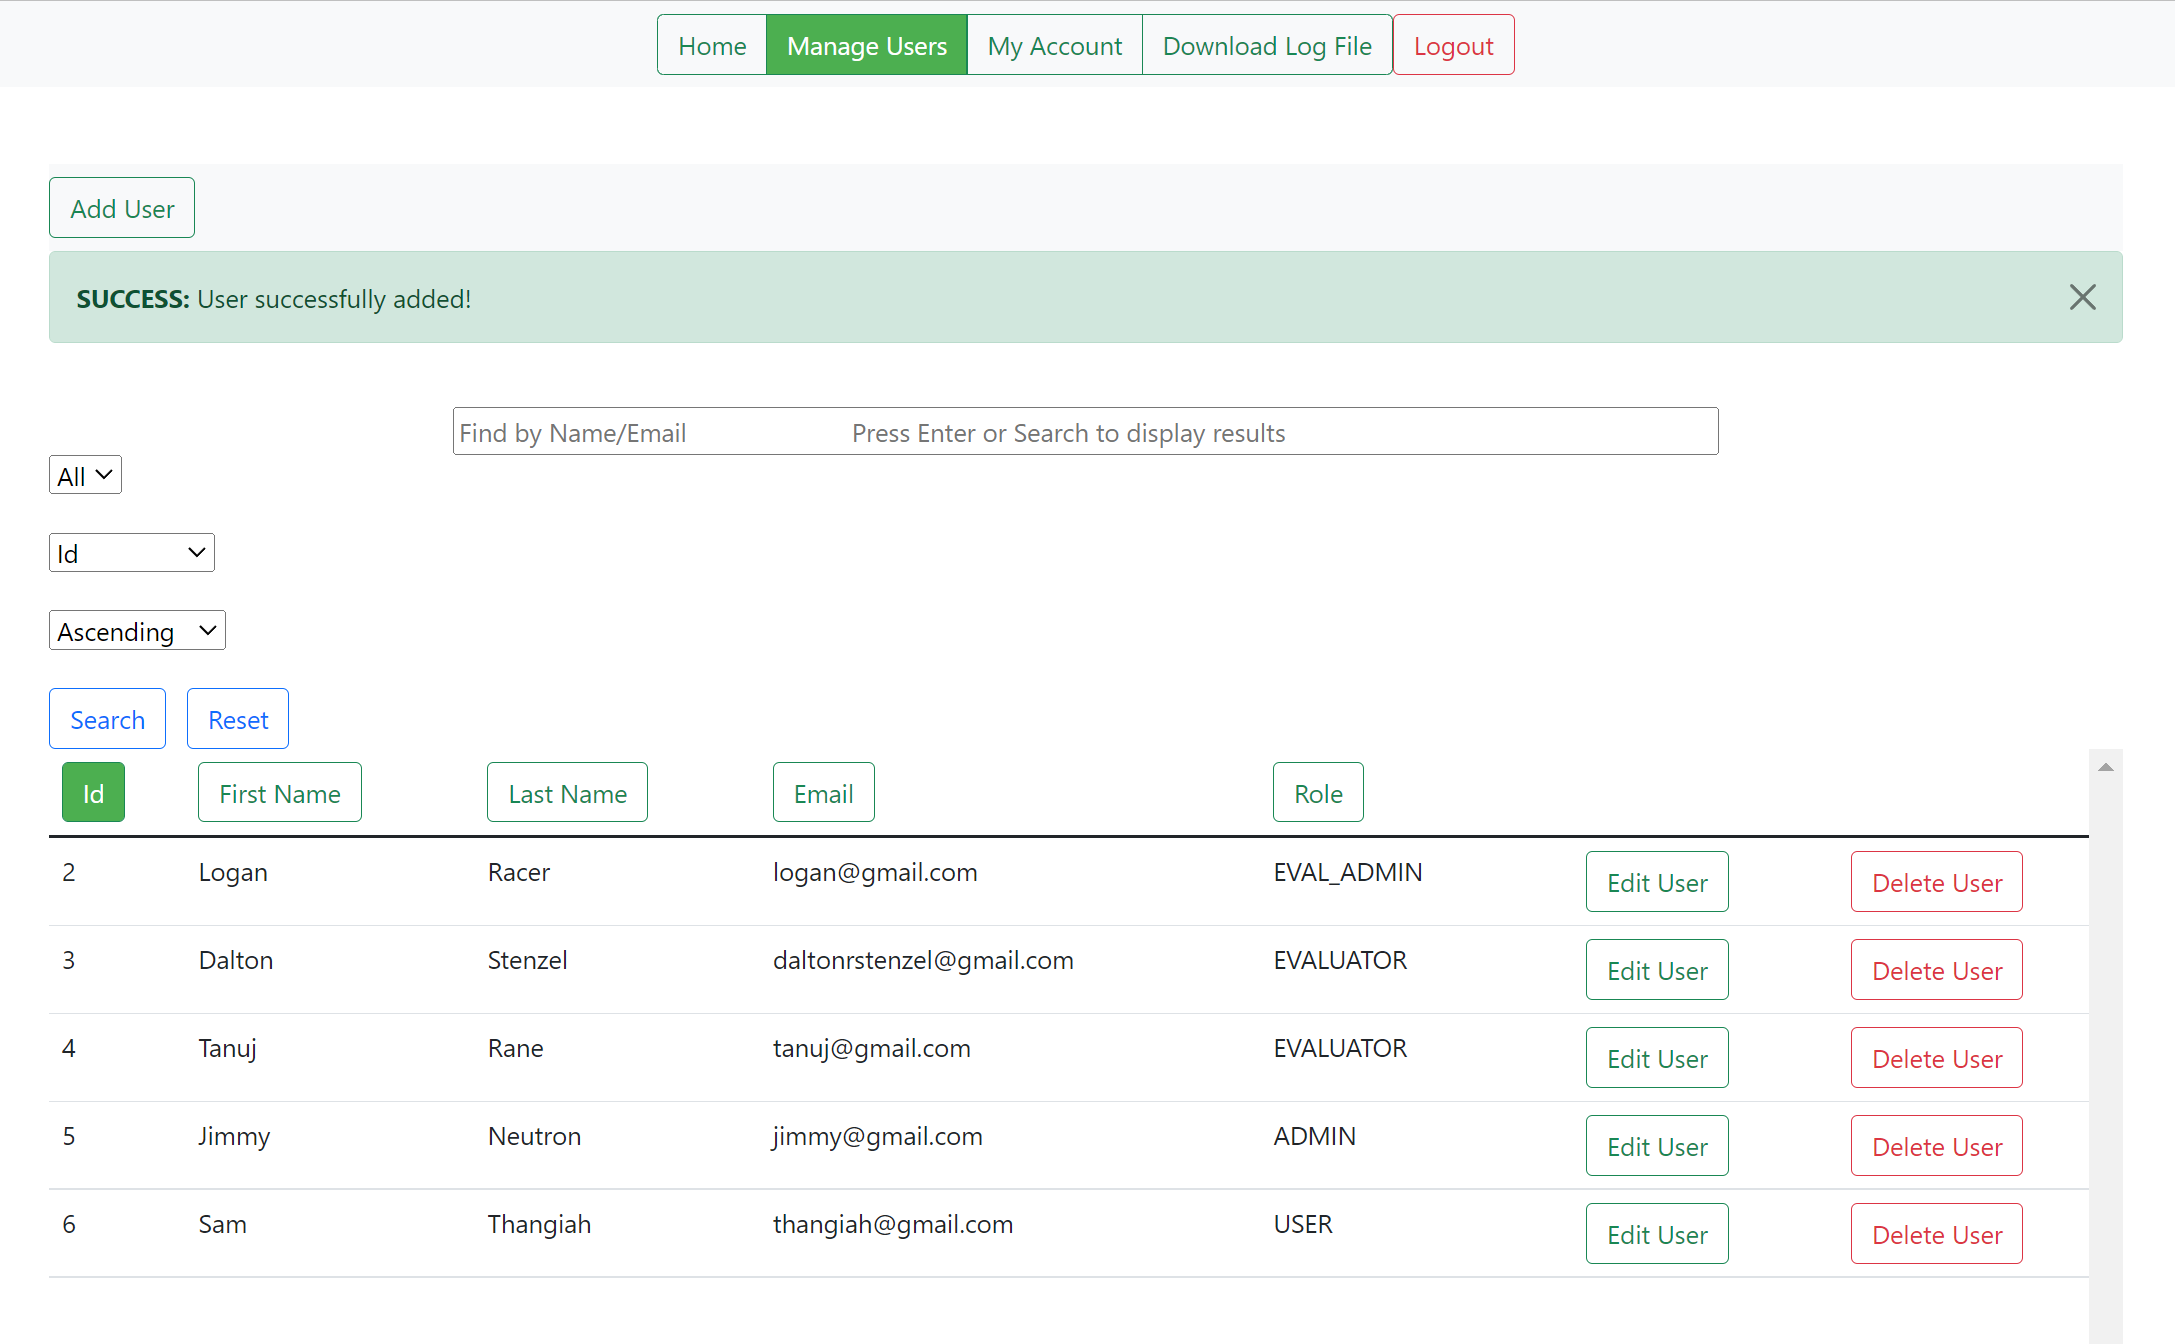 Home Manage Users My Account Download Log File Logout
Add User
SUCCESS: User successfully added!
Find by Name/Email Press Enter or Search to display results
All
Id
Ascending
Search Reset
Id First Name Last Name Email Role
2 Logan Racer logan@gmail.com EVAL_ADMIN Edit User Delete User
3 Dalton Stenzel daltonrstenzel@gmail.com EVALUATOR Edit User Delete User
4 Tanuj Rane tanuj@gmail.com EVALUATOR Edit User Delete User
5 Jimmy Neutron jimmy@gmail.com ADMIN Edit User Delete User
6 Sam Thangiah thangiah@gmail.com USER Edit User Delete User